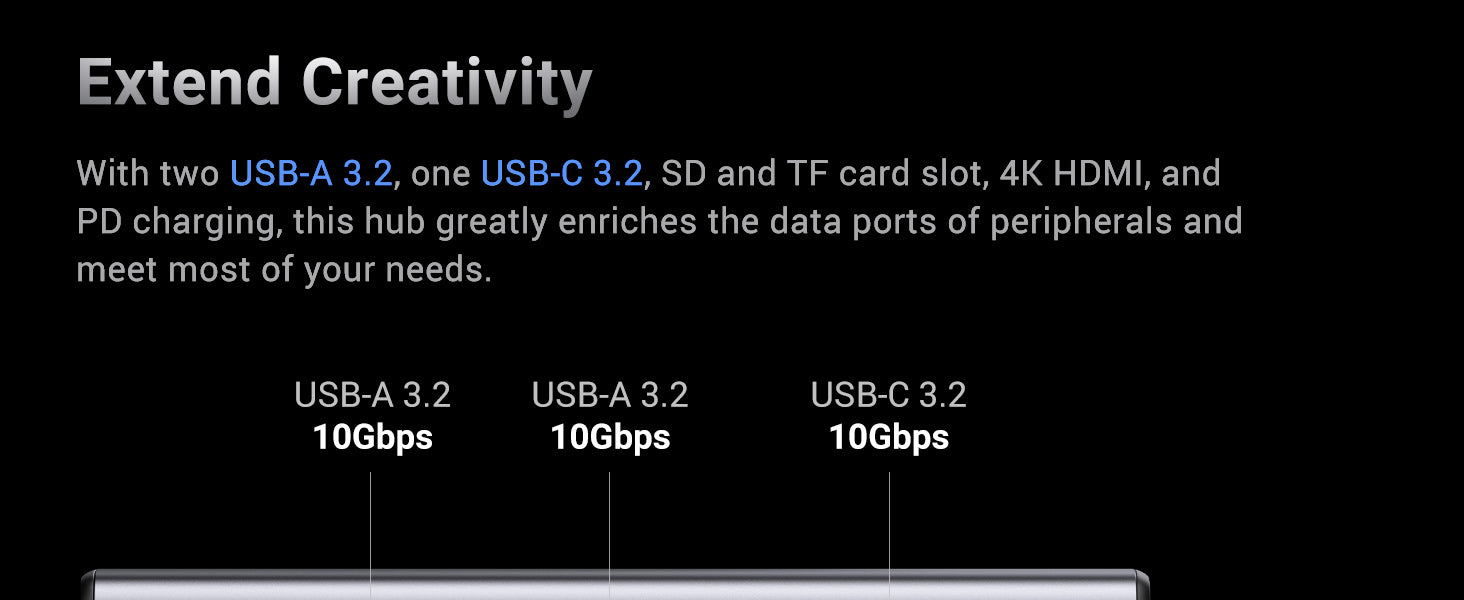 Extend Creativity
With two USB-A 3.2, one USB-C 3.2, SD and TF card slot, 4K HDMI, and
PD charging, this hub greatly enriches the data ports of peripherals and
meet most of your needs.
USB-A 3.2 USB-A 3.2 USB-C 3.2
10Gbps 10Gbps 10Gbps